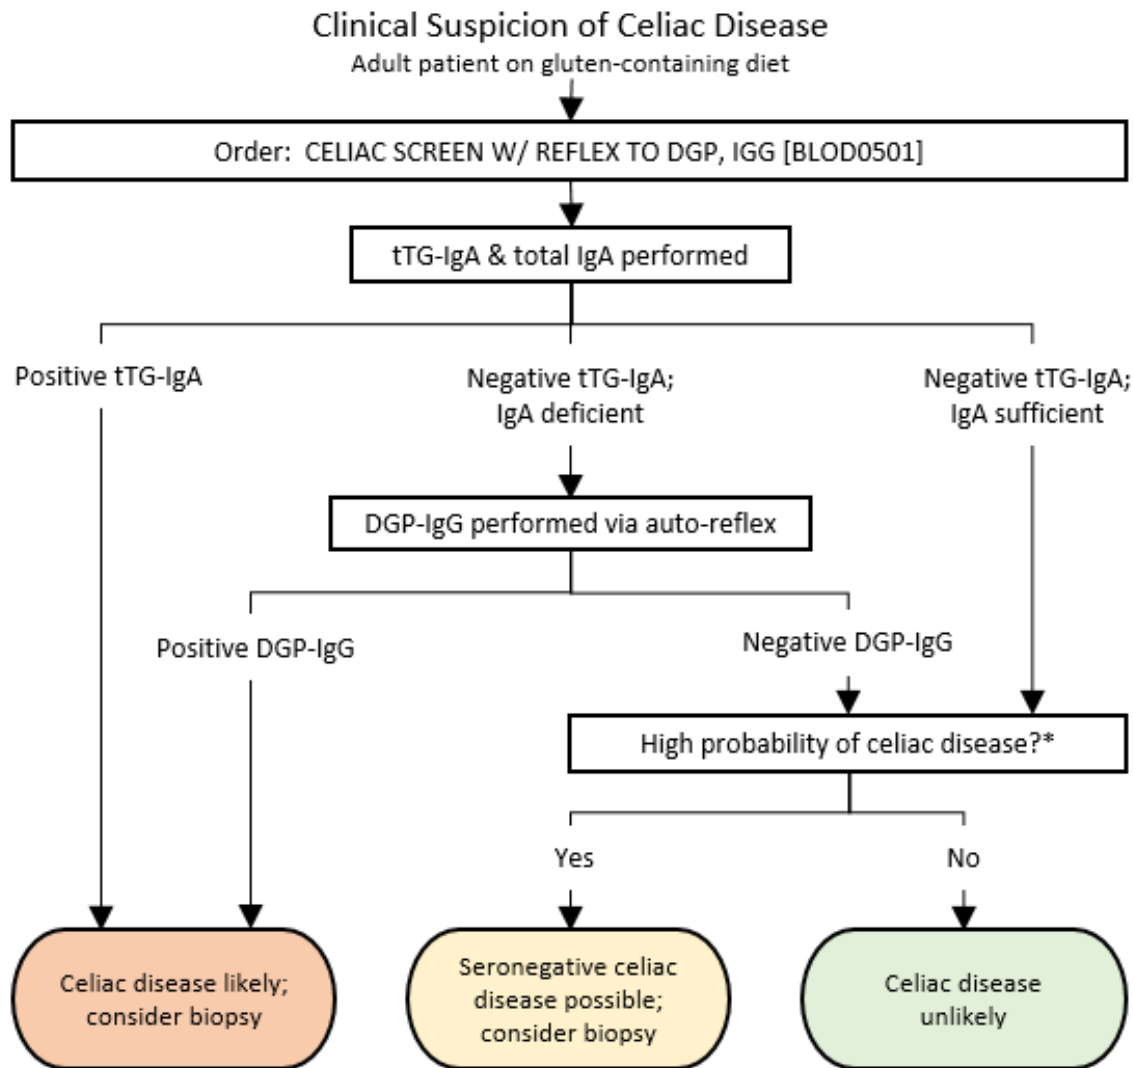 Clinical Suspicion of Celiac Disease
Adult patient on gluten-containing diet
Order:  CELIAC SCREEN W/ REFLEX TO DGP, IGG [BLOD0501]
tTG-IgA & total IgA performed
Positive tTG-IgA
Negative tTG-IgA;
IgA deficient
Negative tTG-IgA;
IgA sufficient
DGP-IgG performed via auto-reflex
Positive DGP-IgG
Negative DGP-IgG
High probability of celiac disease?*
Yes
No
Celiac disease likely;
consider biopsy
Seronegative celiac
disease possible;
consider biopsy
Celiac disease
unlikely